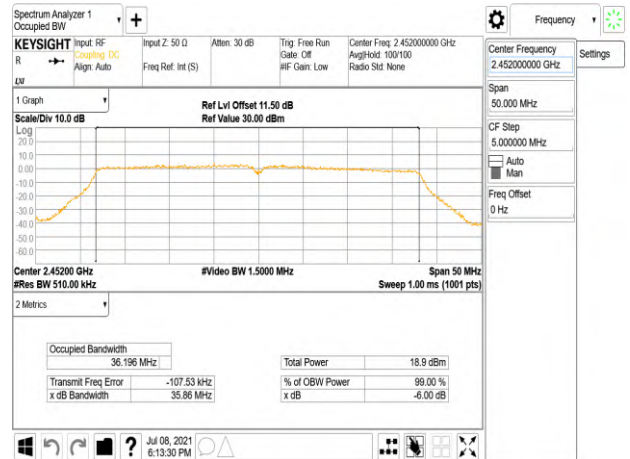 Spectrum Analyzer 1
Occupied BW
Frequency
KEYSIGHT
R
LXI
Input: RF
Coupling: DC
Align: Auto
Input Z: 50 Ω
Freq Ref: Int (S)
Atten: 30 dB
Trig: Free Run
Gate: Off
#IF Gain: Low
Center Freq: 2.452000000 GHz
Avg|Hold: 100/100
Radio Std: None
Center Frequency
2.452000000 GHz
Settings
Span
50.000 MHz
CF Step
5.000000 MHz
Auto
Man
Freq Offset
0 Hz
1 Graph
Scale/Div 10.0 dB
Ref Lvl Offset 11.50 dB
Ref Value 30.00 dBm
Log
20.0
10.0
0.00
-10.0
-20.0
-30.0
-40.0
-50.0
-60.0
Center 2.45200 GHz
#Res BW 510.00 kHz
#Video BW 1.5000 MHz
Span 50 MHz
Sweep 1.00 ms (1001 pts)
2 Metrics
Occupied Bandwidth
36.196 MHz
Total Power 18.9 dBm
Transmit Freq Error -107.53 kHz
% of OBW Power 99.00 %
x dB Bandwidth 35.86 MHz
x dB -6.00 dB
?
Jul 08, 2021
6:13:30 PM